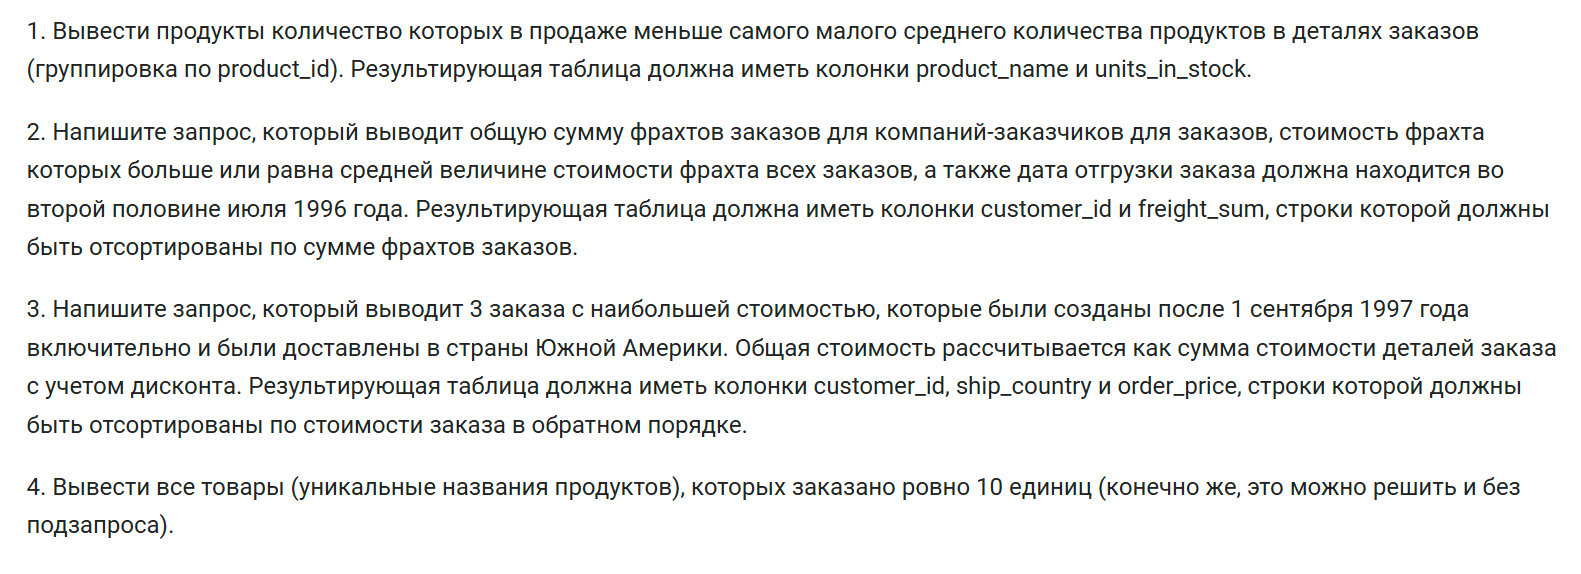 1. Вывести продукты количество которых в продаже меньше самого малого среднего количества продуктов в деталях заказов
(группировка по product_id). Результирующая таблица должна иметь колонки product_name и units_in_stock.
2. Напишите запрос, который выводит общую сумму фрахтов заказов для компаний-заказчиков для заказов, стоимость фрахта
которых больше или равна средней величине стоимости фрахта всех заказов, а также дата отгрузки заказа должна находится во
второй половине июля 1996 года. Результирующая таблица должна иметь колонки customer_id и freight_sum, строки которой должны
быть отсортированы по сумме фрахтов заказов.
3. Напишите запрос, который выводит 3 заказа с наибольшей стоимостью, которые были созданы после 1 сентября 1997 года
включительно и были доставлены в страны Южной Америки. Общая стоимость рассчитывается как сумма стоимости деталей заказа
с учетом дисконта. Результирующая таблица должна иметь колонки customer_id, ship_country и order_price, строки которой должны
быть отсортированы по стоимости заказа в обратном порядке.
4. Вывести все товары (уникальные названия продуктов), которых заказано ровно 10 единиц (конечно же, это можно решить и без
подзапроса).